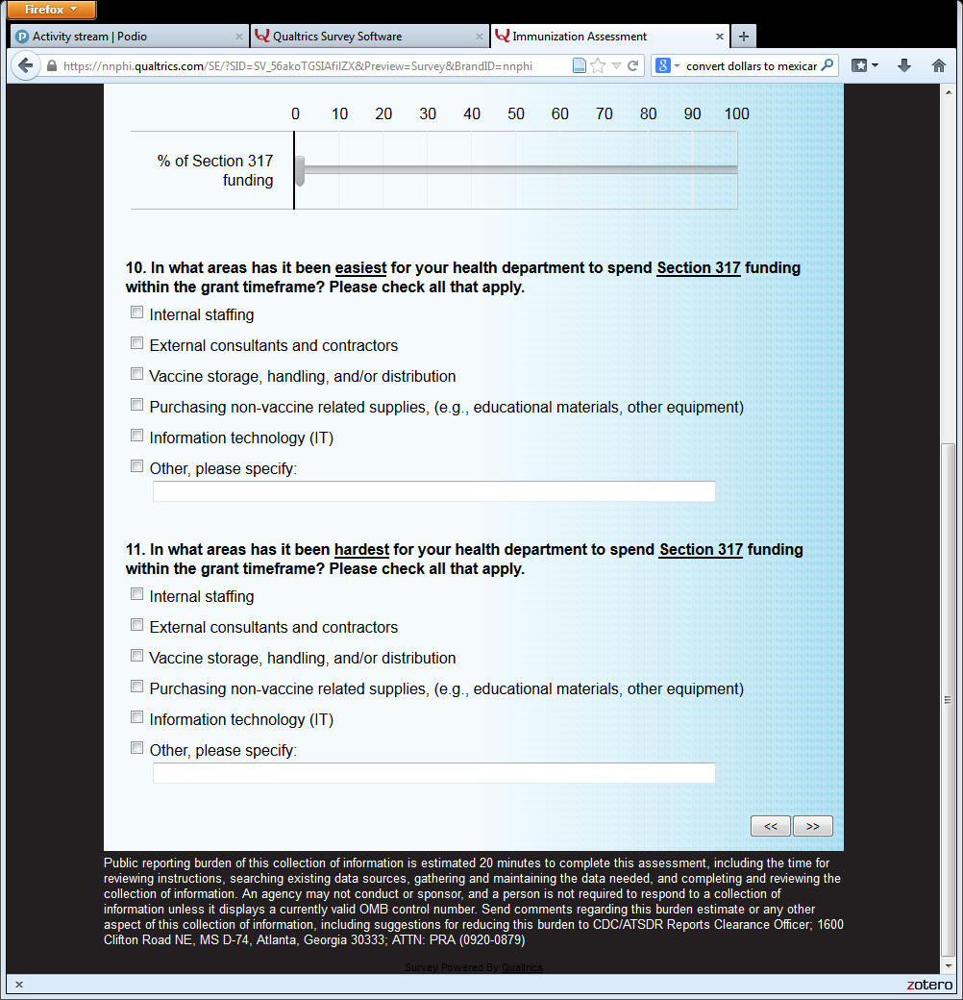 Firefox
Activity stream | Podio
Qualtrics Survey Software
Immunization Assessment
https://nnphi.qualtrics.com/SE/?SID=SV_56akoTGSIAfiIZX&Preview=Survey&BrandID=nnphi
convert dollars to mexican
0 10 20 30 40 50 60 70 80 90 100
% of Section 317
funding
10. In what areas has it been easiest for your health department to spend Section 317 funding
within the grant timeframe? Please check all that apply.
Internal staffing
External consultants and contractors
Vaccine storage, handling, and/or distribution
Purchasing non-vaccine related supplies, (e.g., educational materials, other equipment)
Information technology (IT)
Other, please specify:
11. In what areas has it been hardest for your health department to spend Section 317 funding
within the grant timeframe? Please check all that apply.
Internal staffing
External consultants and contractors
Vaccine storage, handling, and/or distribution
Purchasing non-vaccine related supplies, (e.g., educational materials, other equipment)
Information technology (IT)
Other, please specify:
<< >>
Public reporting burden of this collection of information is estimated 20 minutes to complete this assessment, including the time for
reviewing instructions, searching existing data sources, gathering and maintaining the data needed, and completing and reviewing the
collection of information. An agency may not conduct or sponsor, and a person is not required to respond to a collection of
information unless it displays a currently valid OMB control number. Send comments regarding this burden estimate or any other
aspect of this collection of information, including suggestions for reducing this burden to CDC/ATSDR Reports Clearance Officer; 1600
Clifton Road NE, MS D-74, Atlanta, Georgia 30333; ATTN: PRA (0920-0879)
Survey Powered By Qualtrics
zotero